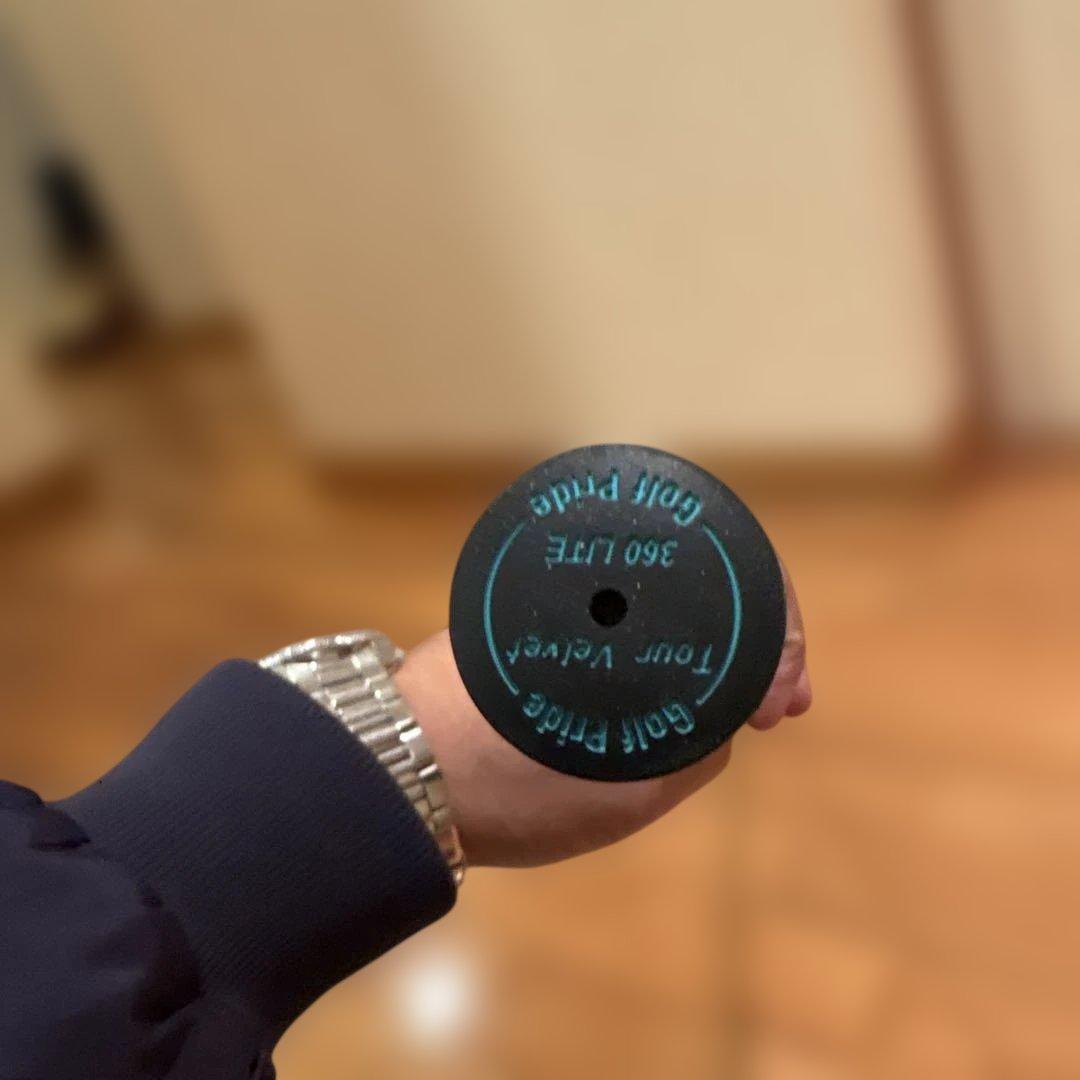 Golf Pride
Tour Velvet
360 LITE
Golf Pride